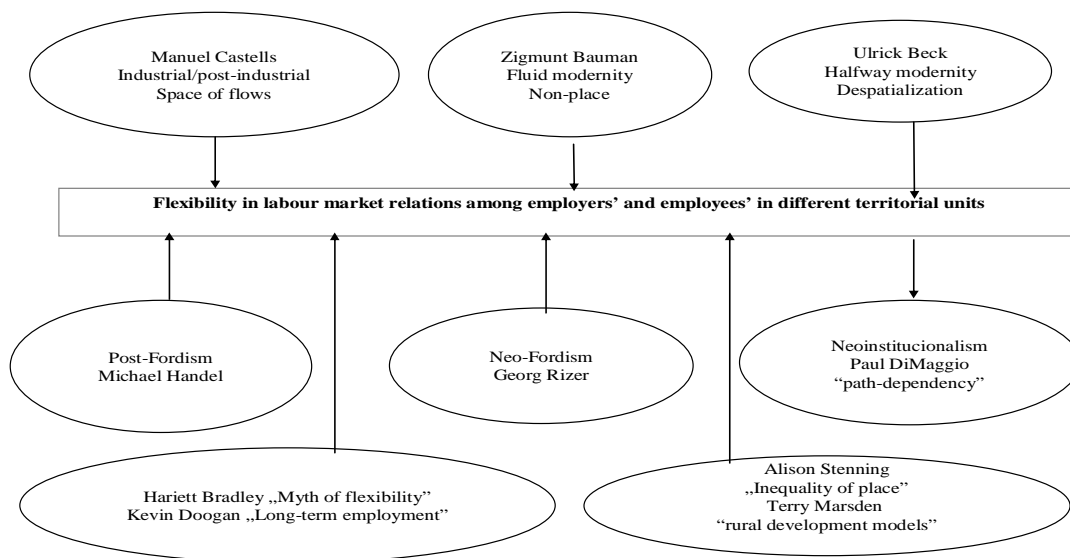 Manuel Castells
Industrial/post-industrial
Space of flows
Zigmunt Bauman
Fluid modernity
Non-place
Ulrick Beck
Halfway modernity
Despatialization
Flexibility in labour market relations among employers’ and employees’ in different territorial units
Post-Fordism
Michael Handel
Neo-Fordism
Georg Rizer
Neoinstitucionalism
Paul DiMaggio
“path-dependency”
Hariett Bradley „Myth of flexibility”
Kevin Doogan „Long-term employment”
Alison Stenning
„Inequality of place”
Terry Marsden
“rural development models”